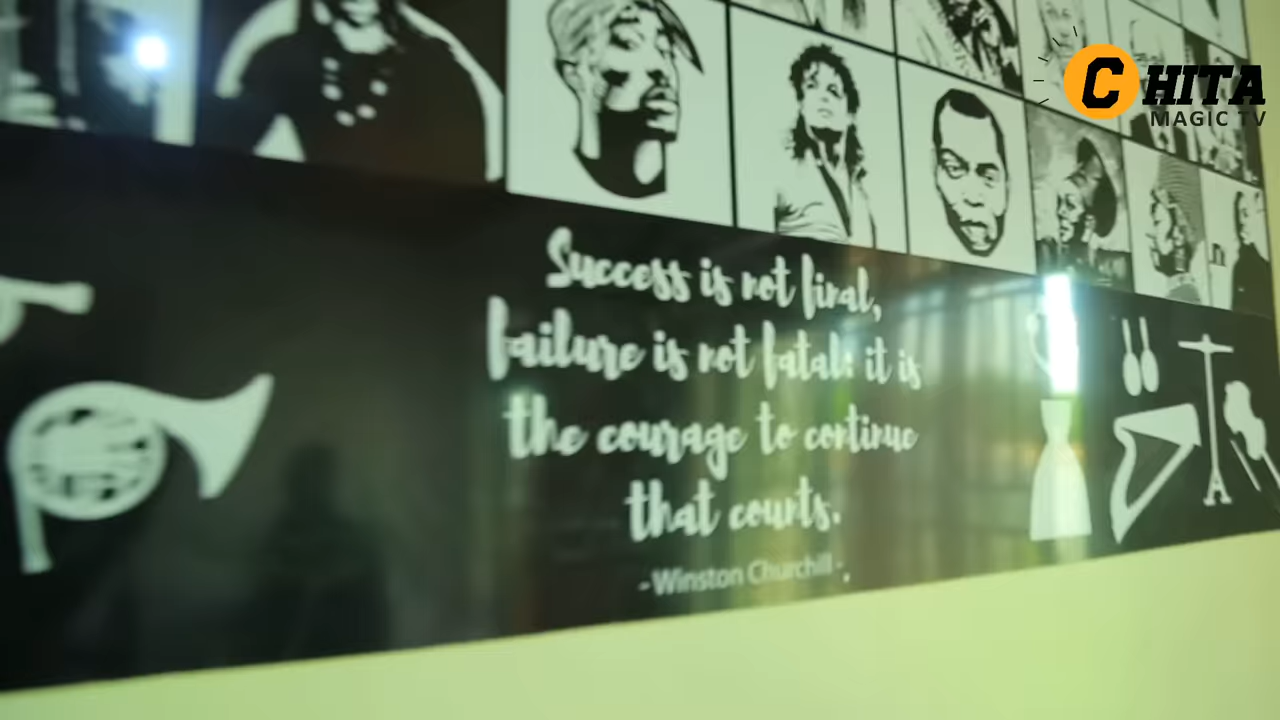 CHITA
MAGIC TV
Success is not final,
failure is not fatal: it is
the courage to continue
that counts.
- Winston Churchill -,